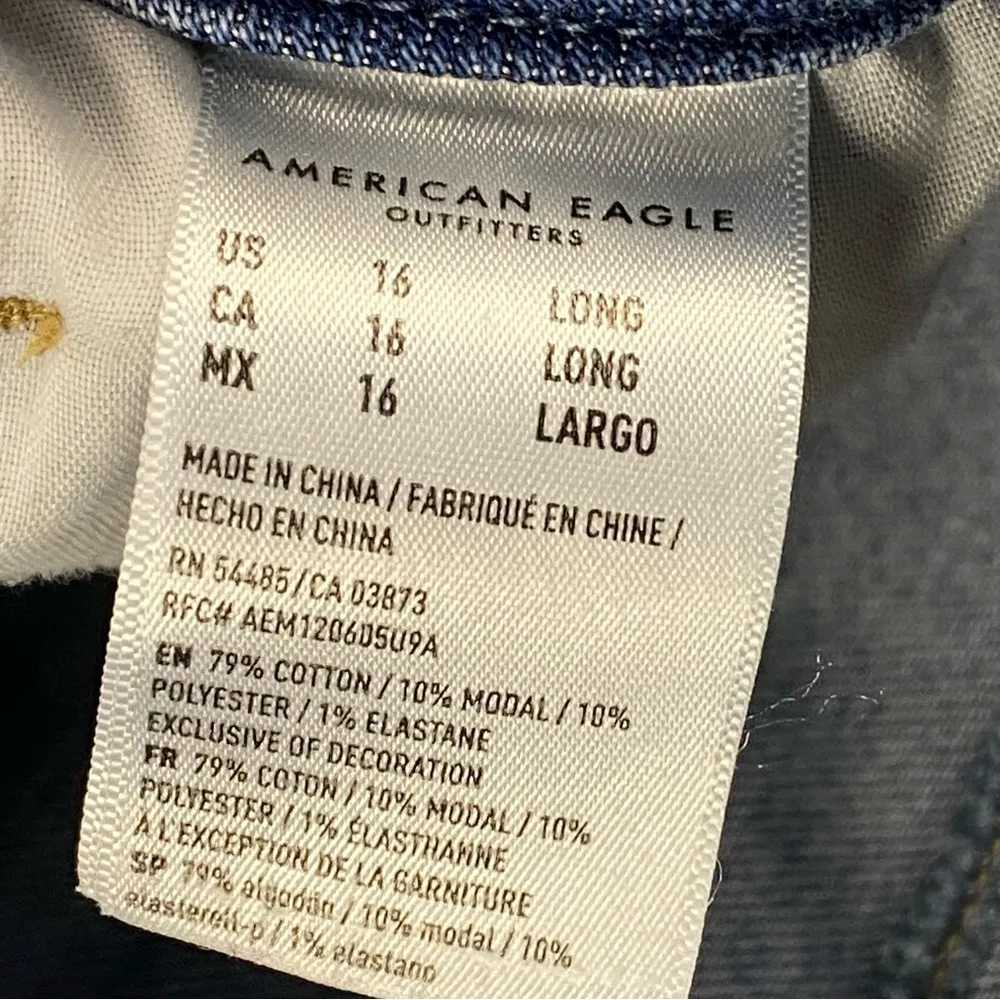 AMERICAN EAGLE
OUTFITTERS
US 16 LONG
CA 16 LONG
MX 16 LARGO
MADE IN CHINA / FABRIQUÉ EN CHINE /
HECHO EN CHINA
RN 54485/CA 03873
RFC# AEM120605U9A
EN 79% COTTON / 10% MODAL / 10%
POLYESTER / 1% ELASTANE
EXCLUSIVE OF DECORATION
FR 79% COTON / 10% MODAL / 10%
POLYESTER / 1% ÉLASTHANNE
À L'EXCEPTION DE LA GARNITURE
SP 79% algodón / 10% modal / 10%
elasterell-p / 1% elastano